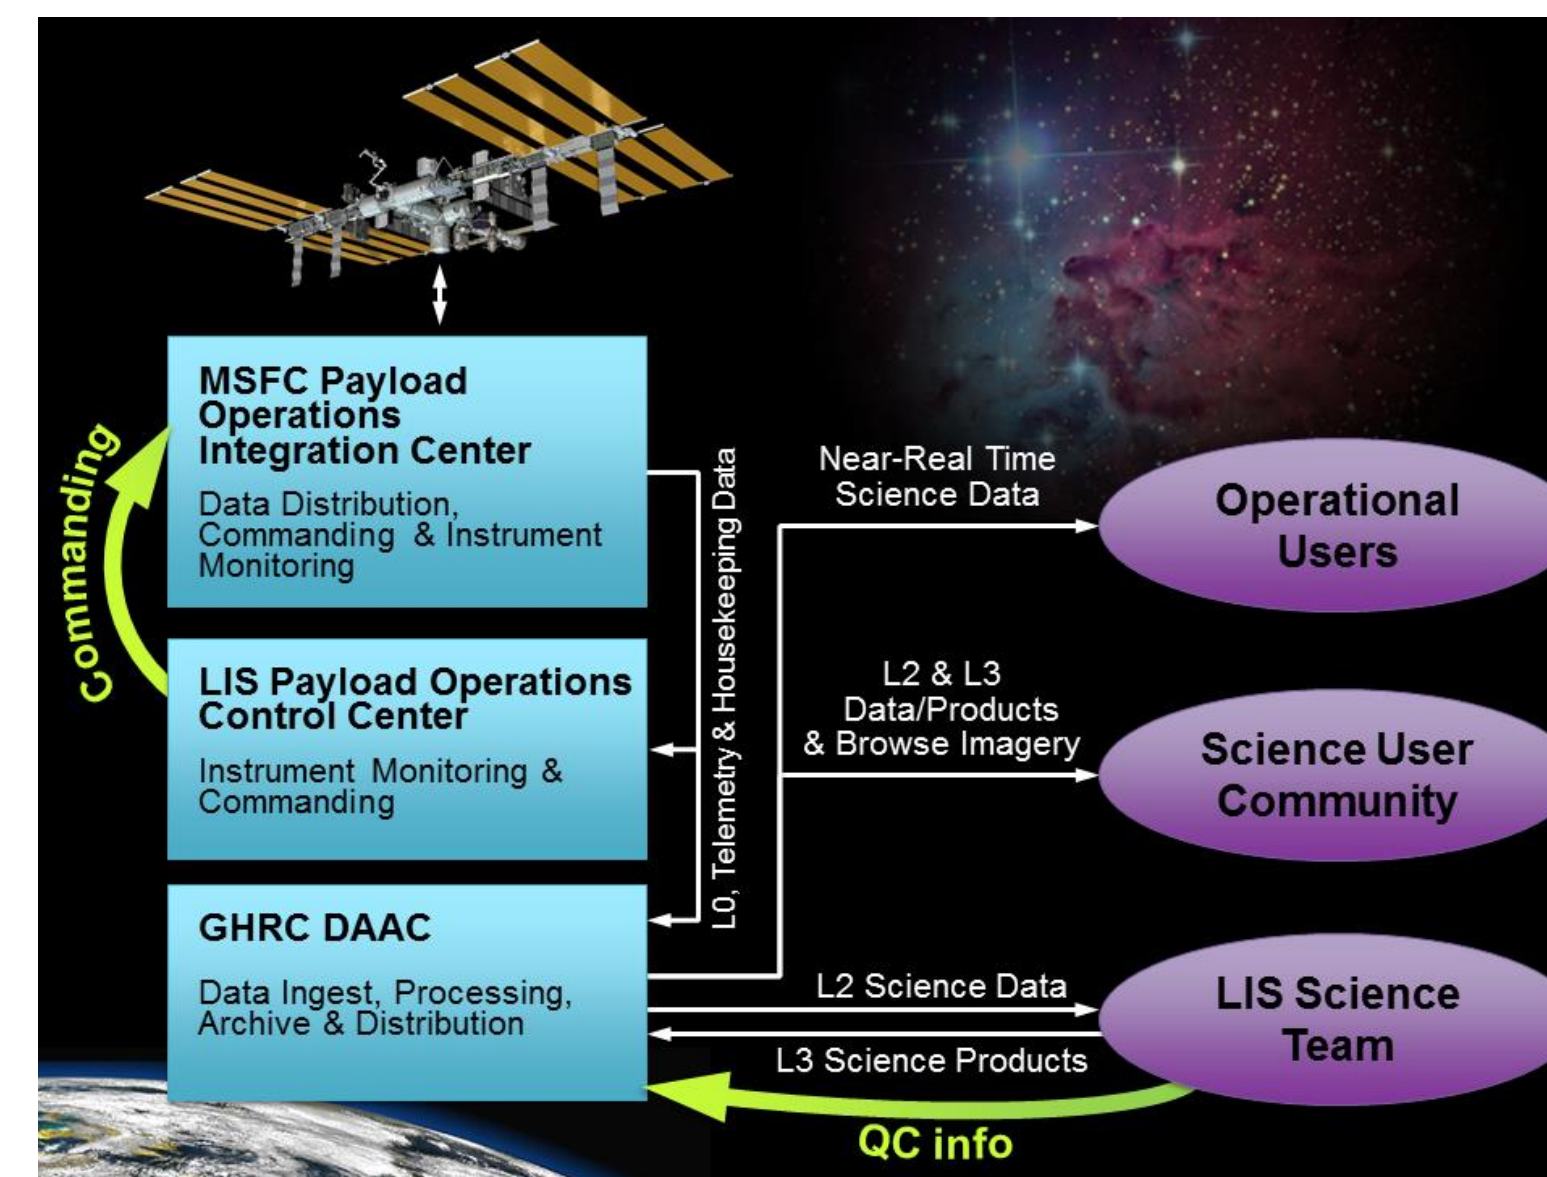 MSFC Payload
Operations
Integration Center
Data Distribution,
Commanding & Instrument
Monitoring
Commanding
LIS Payload Operations
Control Center
Instrument Monitoring &
Commanding
GHRC DAAC
Data Ingest, Processing,
Archive & Distribution
L0, Telemetry & Housekeeping Data
Near-Real Time
Science Data
Operational
Users
L2 & L3
Data/Products
& Browse Imagery
Science User
Community
L2 Science Data
L3 Science Products
LIS Science
Team
QC info